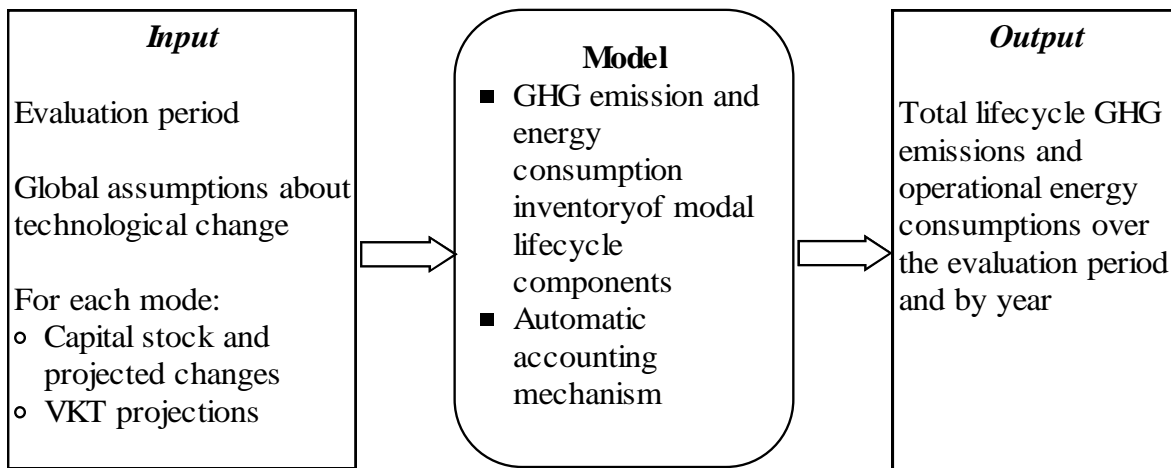 Input
Evaluation period
Global assumptions about
technological change
For each mode:
o Capital stock and
projected changes
o VKT projections
Model
■ GHG emission and
energy
consumption
inventoryof modal
lifecycle
components
■ Automatic
accounting
mechanism
Output
Total lifecycle GHG
emissions and
operational energy
consumptions over
the evaluation period
and by year